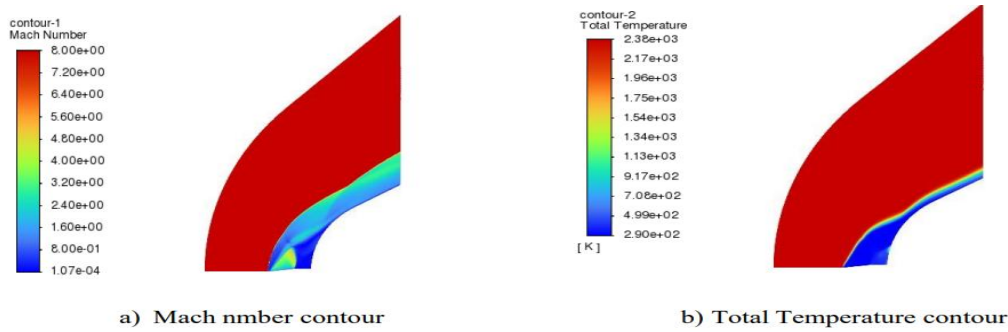 contour-1
Mach Number
8.00e+00
7.20e+00
6.40e+00
5.60e+00
4.80e+00
4.00e+00
3.20e+00
2.40e+00
1.60e+00
8.00e-01
1.07e-04
a) Mach nmber contour
contour-2
Total Temperature
2.38e+03
2.17e+03
1.96e+03
1.75e+03
1.54e+03
1.34e+03
1.13e+03
9.17e+02
7.08e+02
4.99e+02
2.90e+02
[ K ]
b) Total Temperature contour